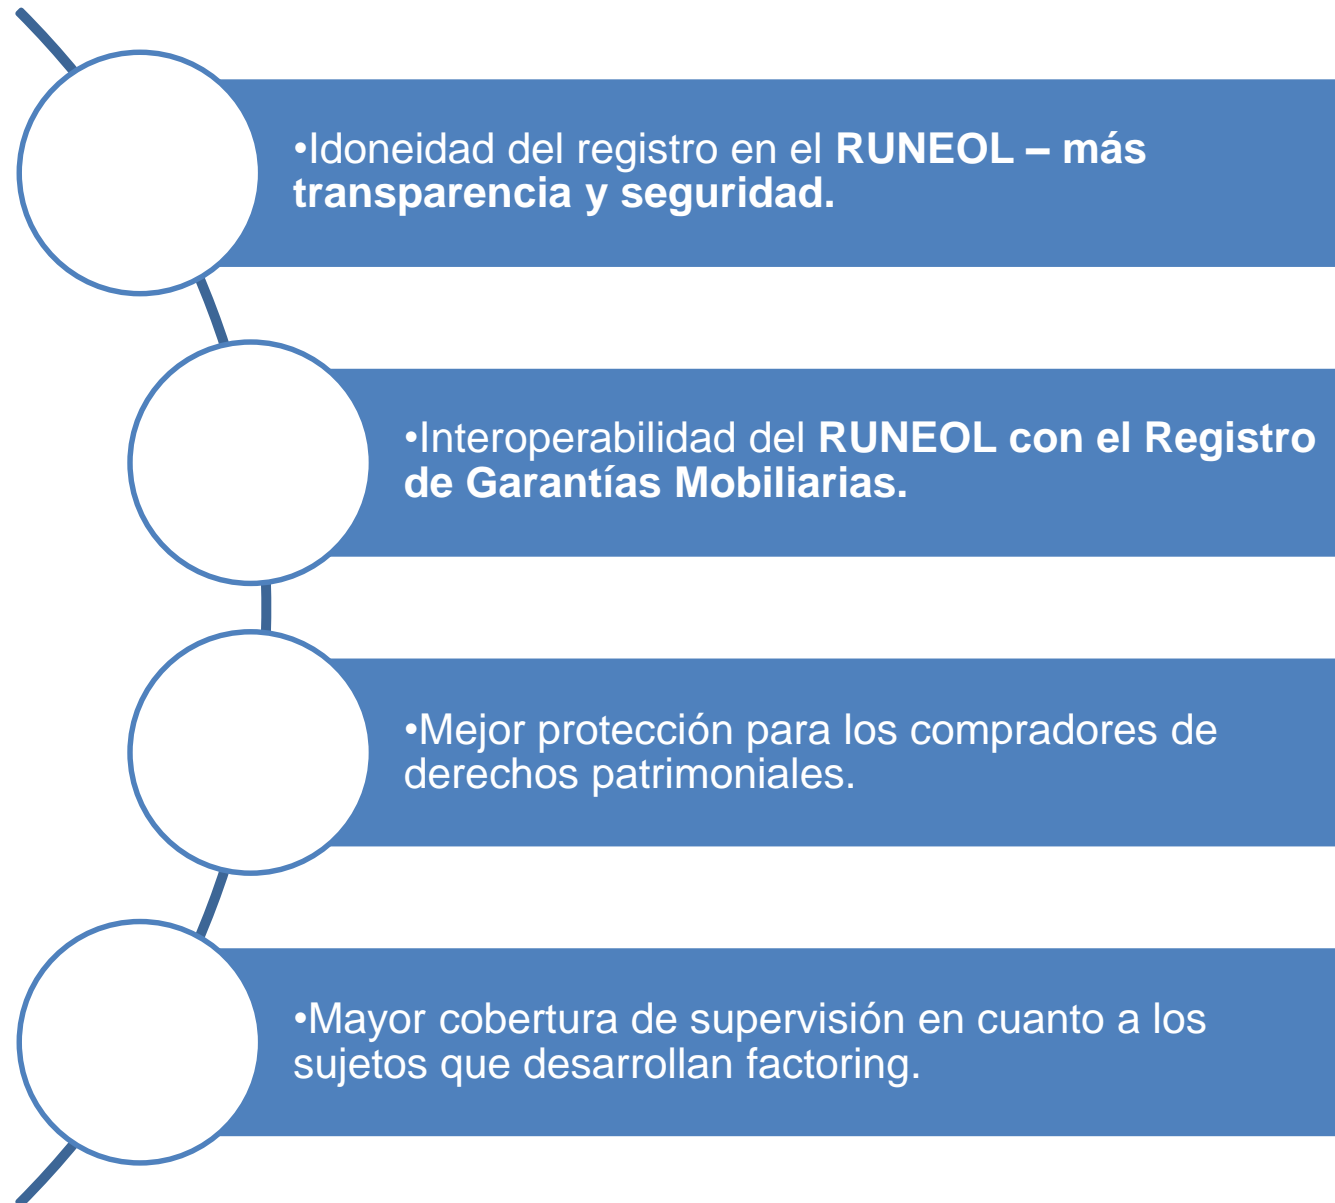 •Idoneidad del registro en el RUNEOL – más
transparencia y seguridad.
•Interoperabilidad del RUNEOL con el Registro
de Garantías Mobiliarias.
•Mejor protección para los compradores de
derechos patrimoniales.
•Mayor cobertura de supervisión en cuanto a los
sujetos que desarrollan factoring.